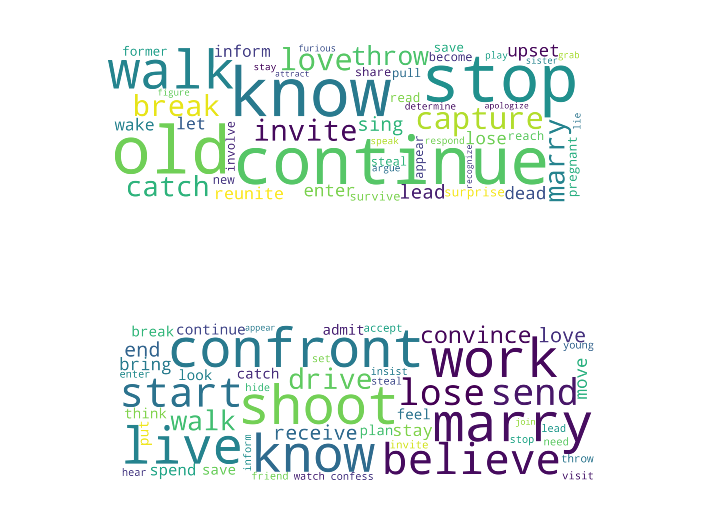 former inform furious love throw save become play sister grab upset
walk stay attract know share pull stop
figure break read determine apologize capture lie
wake let involve invite sing speak respond lose reach marry pregnant
old continue steal argue appear recognize
catch new reunite enter survive lead surprise dead
break continue appear admit accept convince love young
end confront set work
bring enter look catch hide drive insist steal move
start shoot lose send
think walk feel marry join
put live receive plan stay stop lead need
know invite believe throw
hear spend save inform friend watch confess visit